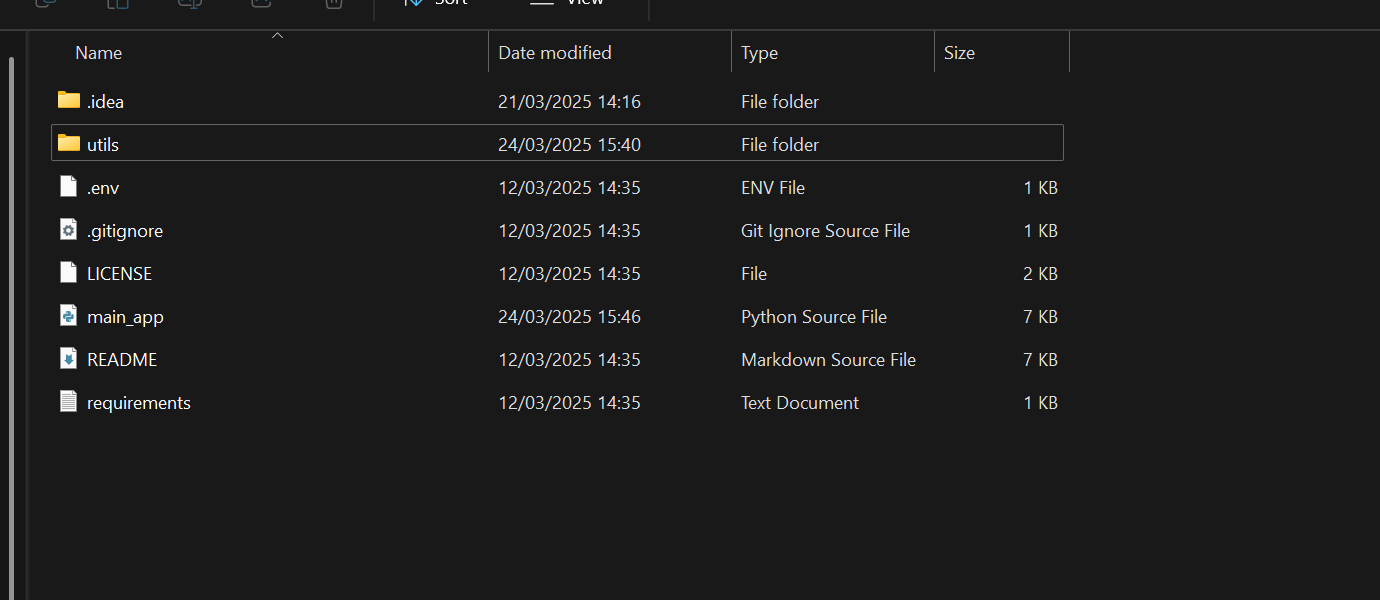 Sort View
Name Date modified Type Size
.idea 21/03/2025 14:16 File folder
utils 24/03/2025 15:40 File folder
.env 12/03/2025 14:35 ENV File 1 KB
.gitignore 12/03/2025 14:35 Git Ignore Source File 1 KB
LICENSE 12/03/2025 14:35 File 2 KB
main_app 24/03/2025 15:46 Python Source File 7 KB
README 12/03/2025 14:35 Markdown Source File 7 KB
requirements 12/03/2025 14:35 Text Document 1 KB